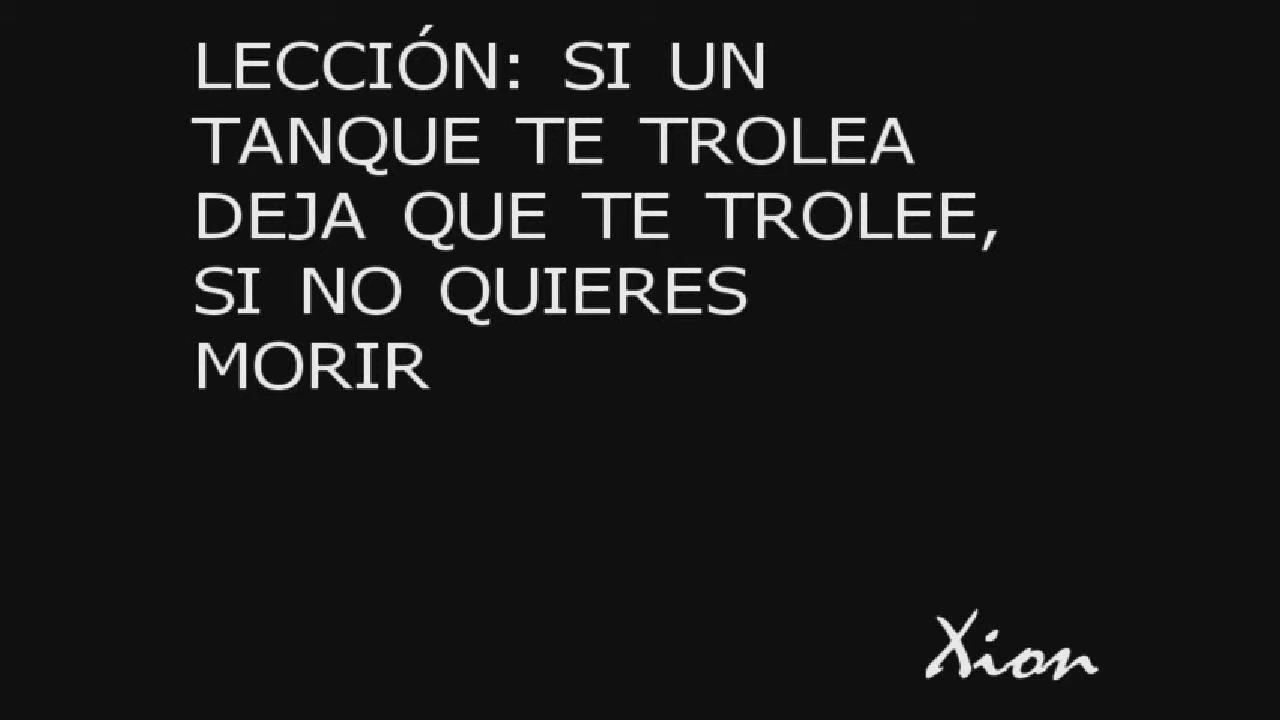 LECCIÓN: SI UN
TANQUE TE TROLEA
DEJA QUE TE TROLEE,
SI NO QUIERES
MORIR
Xion